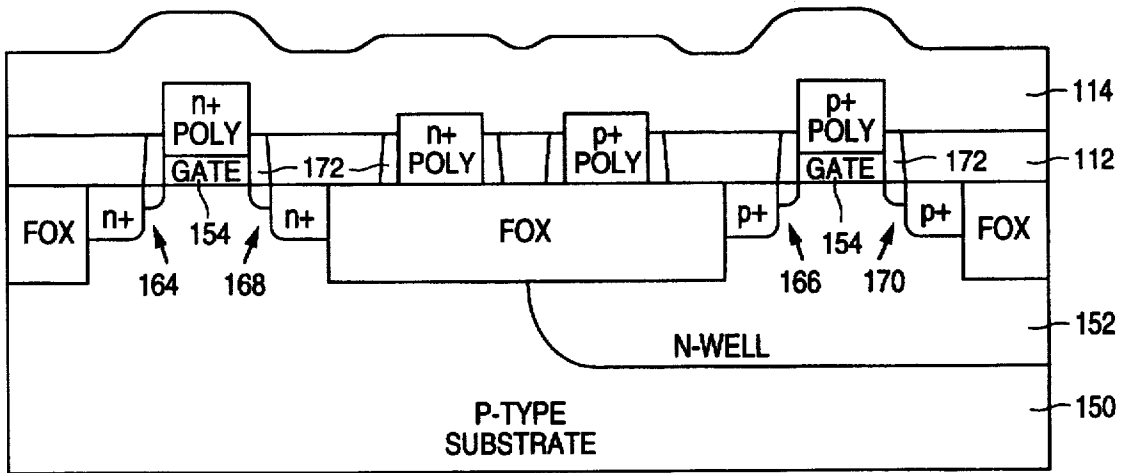 n+
POLY
GATE
172
n+
POLY
p+
POLY
p+
POLY
GATE
172
114
112
FOX
n+
154
n+
FOX
p+
154
p+
FOX
164
168
166
170
152
N-WELL
P-TYPE
SUBSTRATE
150